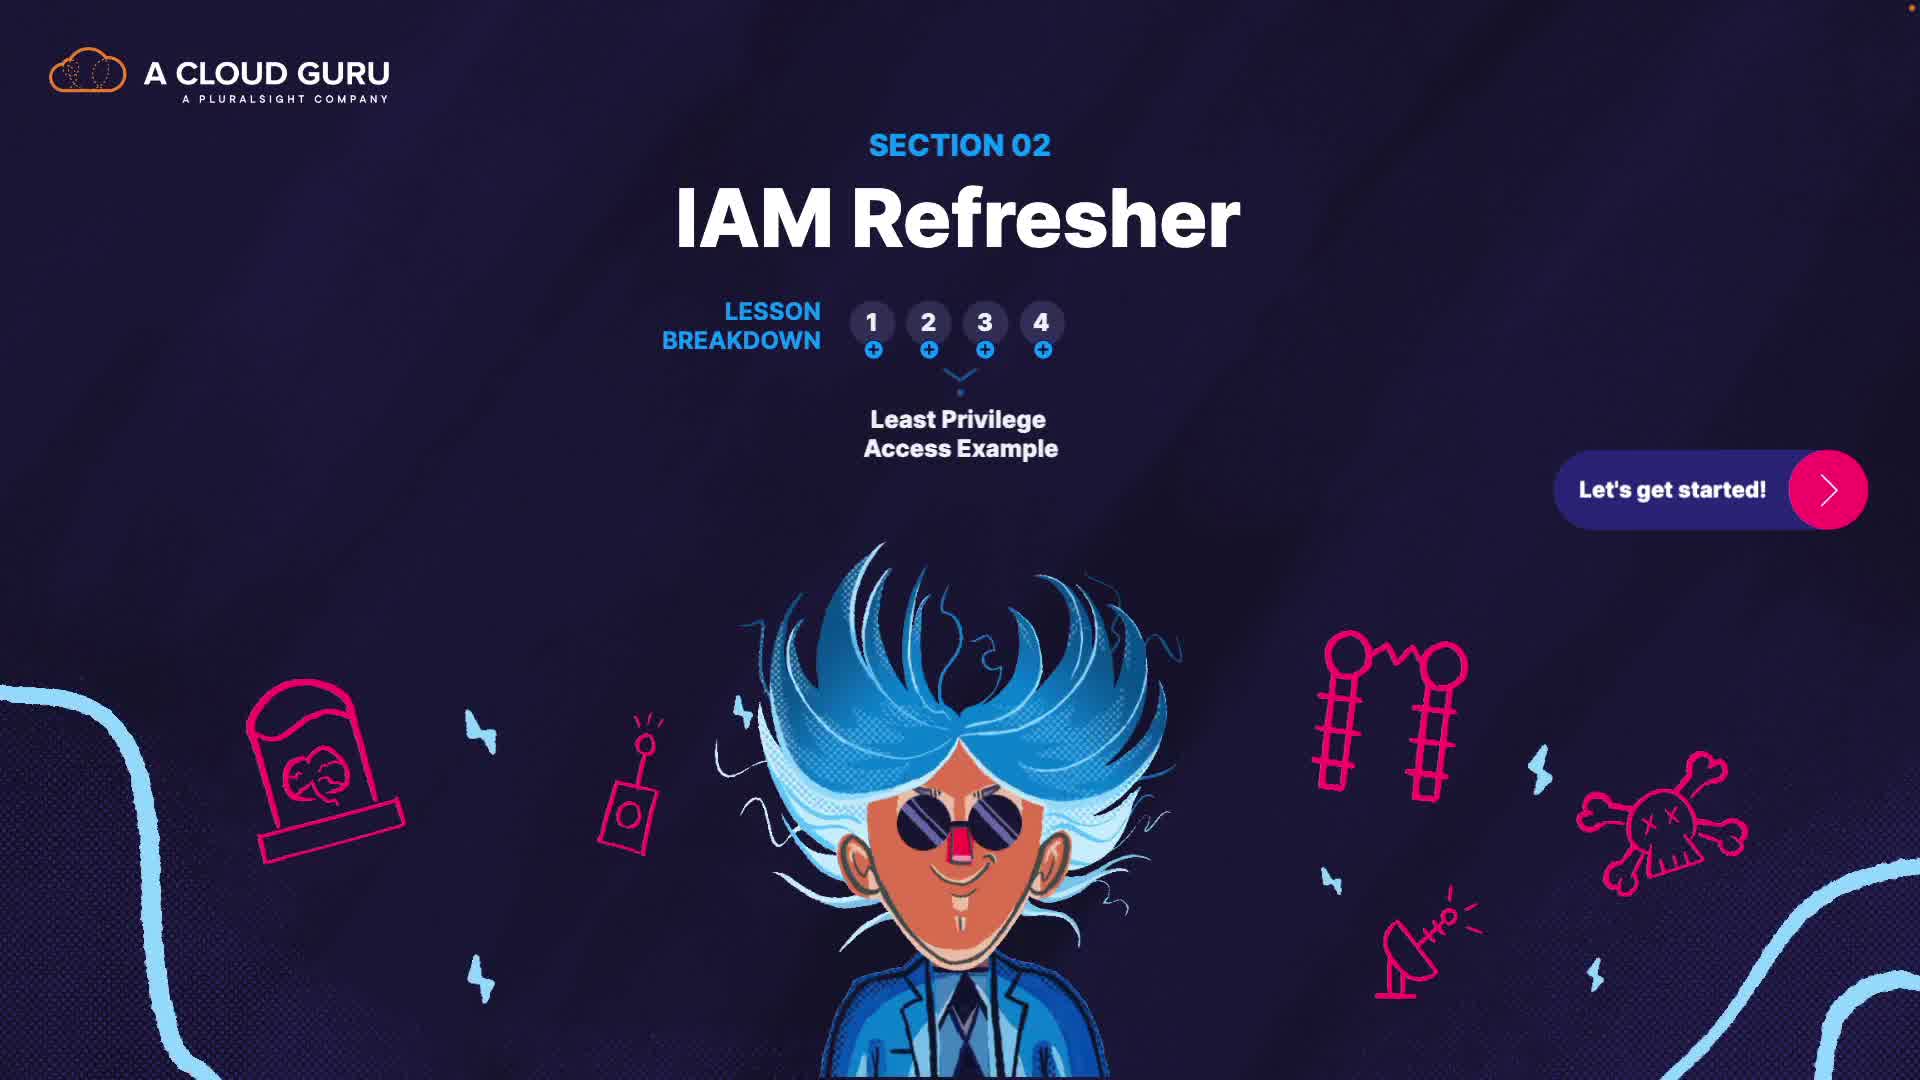 A CLOUD GURU
A PLURALSIGHT COMPANY
SECTION 02
IAM Refresher
LESSON
BREAKDOWN
1 2 3 4
Least Privilege
Access Example
Let's get started!